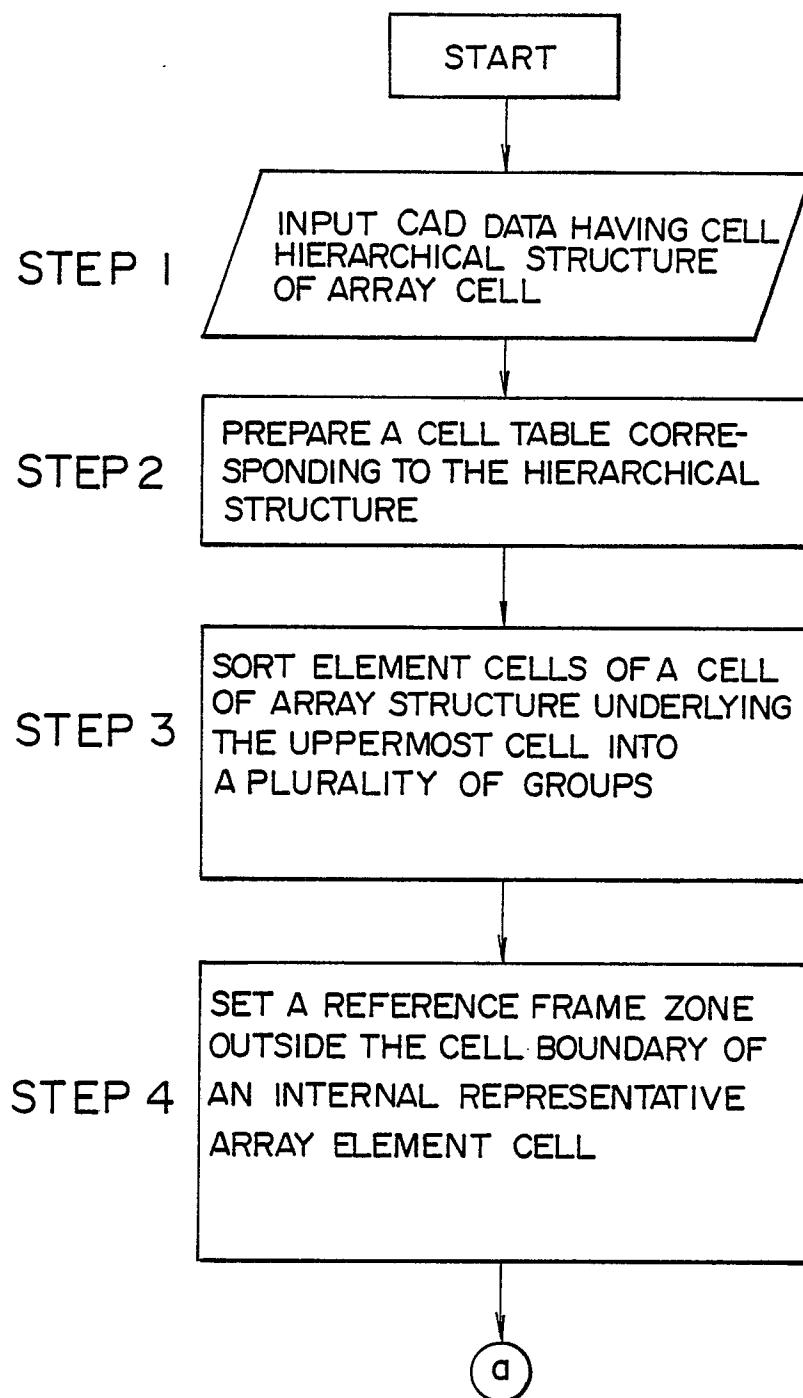 START
STEP 1
INPUT CAD DATA HAVING CELL
HIERARCHICAL STRUCTURE
OF ARRAY CELL
STEP 2
PREPARE A CELL TABLE CORRE-
SPONDING TO THE HIERARCHICAL
STRUCTURE
STEP 3
SORT ELEMENT CELLS OF A CELL
OF ARRAY STRUCTURE UNDERLYING
THE UPPERMOST CELL INTO
A PLURALITY OF GROUPS
STEP 4
SET A REFERENCE FRAME ZONE
OUTSIDE THE CELL BOUNDARY OF
AN INTERNAL REPRESENTATIVE
ARRAY ELEMENT CELL
a